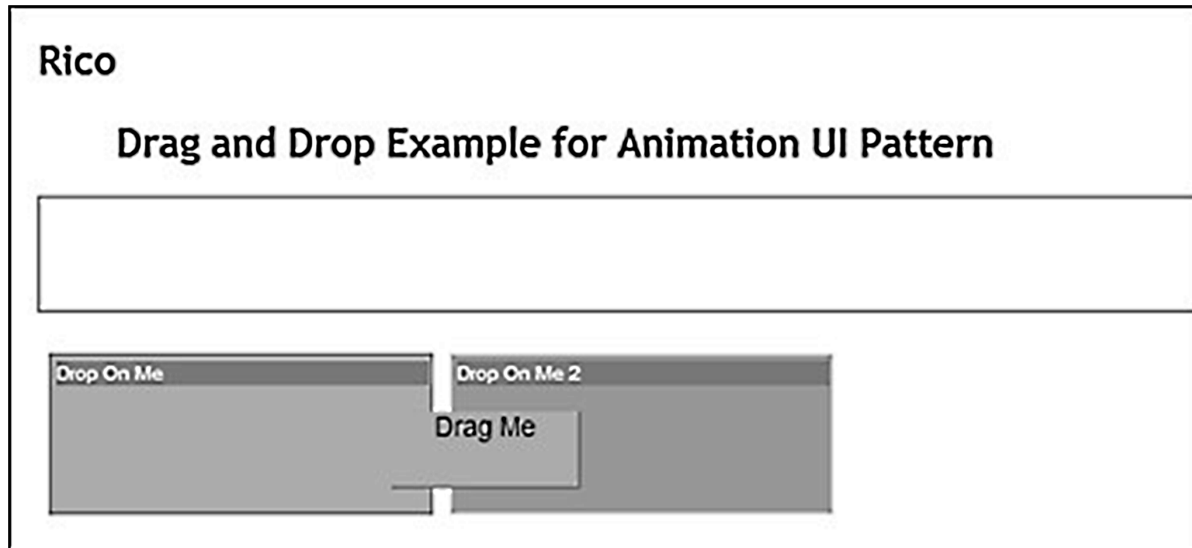 Rico
Drag and Drop Example for Animation UI Pattern
Drop On Me
Drop On Me 2
Drag Me